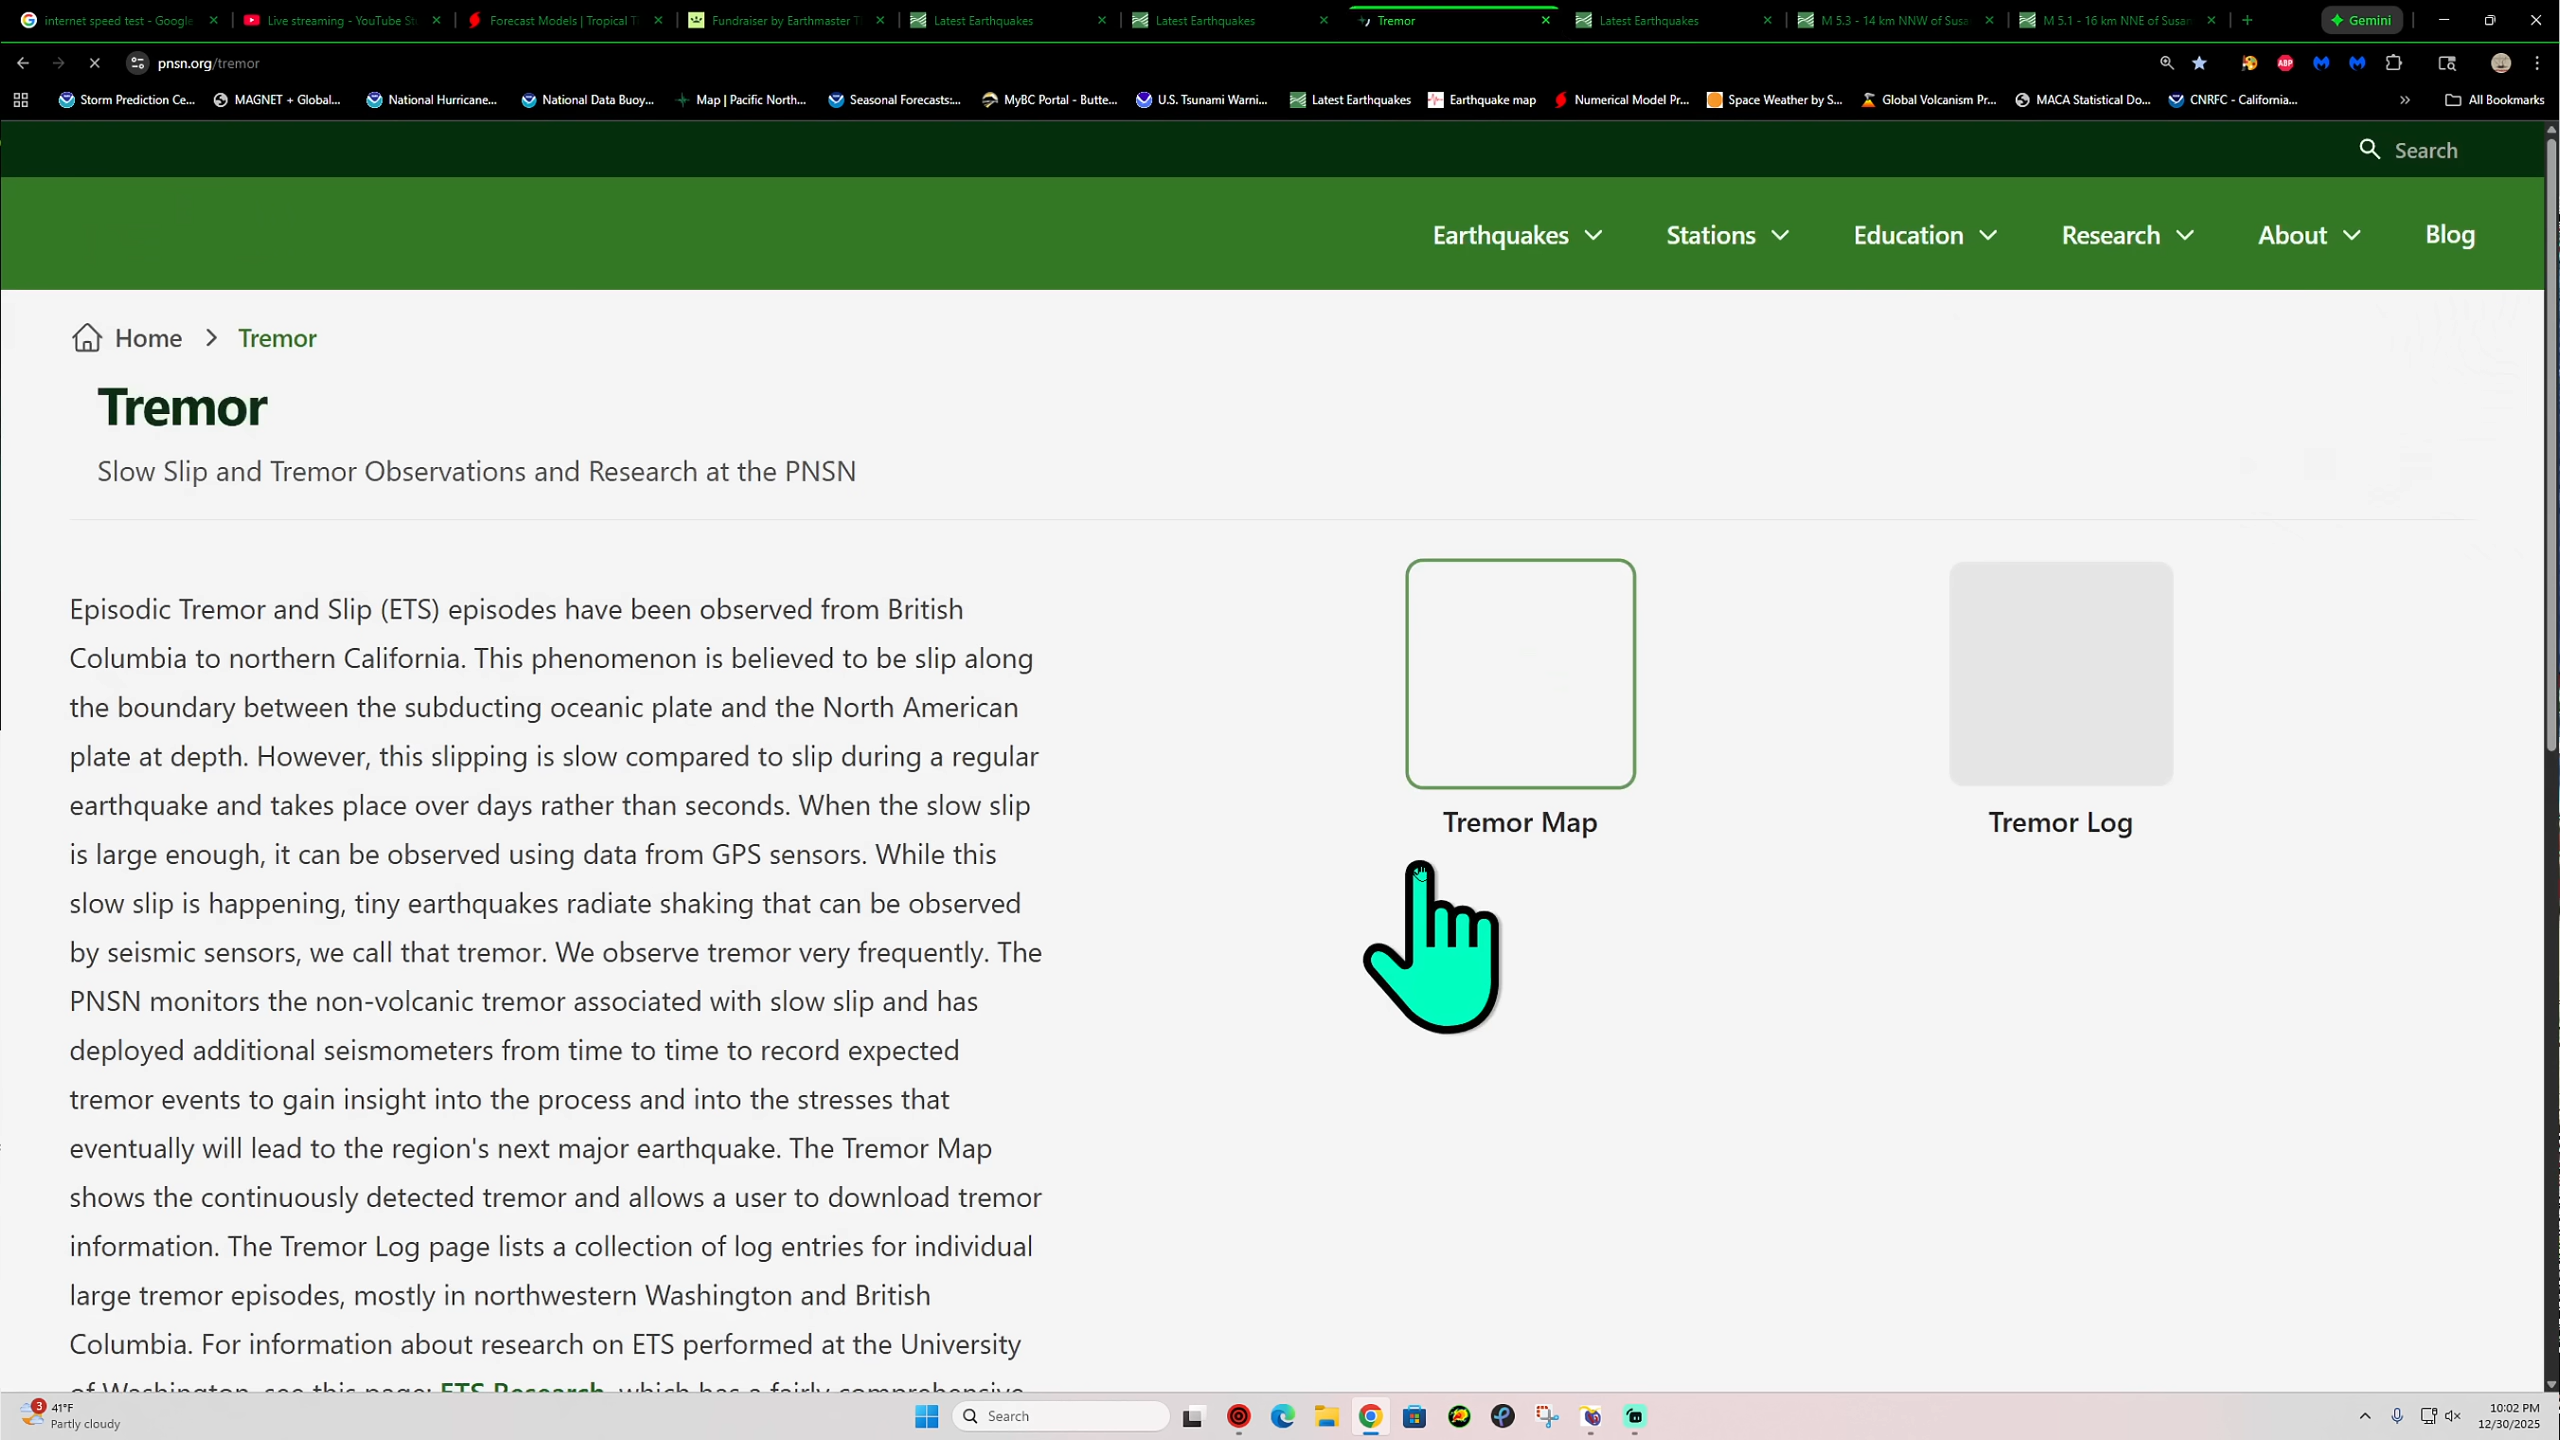 internet speed test - Google
Live streaming - YouTube St
Forecast Models | Tropical T
Fundraiser by Earthmaster T
Latest Earthquakes
Latest Earthquakes
Tremor
Latest Earthquakes
M 5.3 - 14 km NNW of Susa
M 5.1 - 16 km NNE of Susan
Gemini
pnsn.org/tremor
ABP
Storm Prediction Ce...
MAGNET + Global...
National Hurricane...
National Data Buoy...
Map | Pacific North...
Seasonal Forecasts:...
MyBC Portal - Butte...
U.S. Tsunami Warni...
Latest Earthquakes
Earthquake map
Numerical Model Pr...
Space Weather by S...
Global Volcanism Pr...
MACA Statistical Do...
CNRFC - California...
»
All Bookmarks
Search
Earthquakes
Stations
Education
Research
About
Blog
Home > Tremor
Tremor
Slow Slip and Tremor Observations and Research at the PNSN
Episodic Tremor and Slip (ETS) episodes have been observed from British
Columbia to northern California. This phenomenon is believed to be slip along
the boundary between the subducting oceanic plate and the North American
plate at depth. However, this slipping is slow compared to slip during a regular
earthquake and takes place over days rather than seconds. When the slow slip
is large enough, it can be observed using data from GPS sensors. While this
slow slip is happening, tiny earthquakes radiate shaking that can be observed
by seismic sensors, we call that tremor. We observe tremor very frequently. The
PNSN monitors the non-volcanic tremor associated with slow slip and has
deployed additional seismometers from time to time to record expected
tremor events to gain insight into the process and into the stresses that
eventually will lead to the region's next major earthquake. The Tremor Map
shows the continuously detected tremor and allows a user to download tremor
information. The Tremor Log page lists a collection of log entries for individual
large tremor episodes, mostly in northwestern Washington and British
Columbia. For information about research on ETS performed at the University
of Washington, see this page: ETS Research, which has a fairly comprehensive
Tremor Map
Tremor Log
3
41°F
Partly cloudy
Search
10:02 PM
12/30/2025